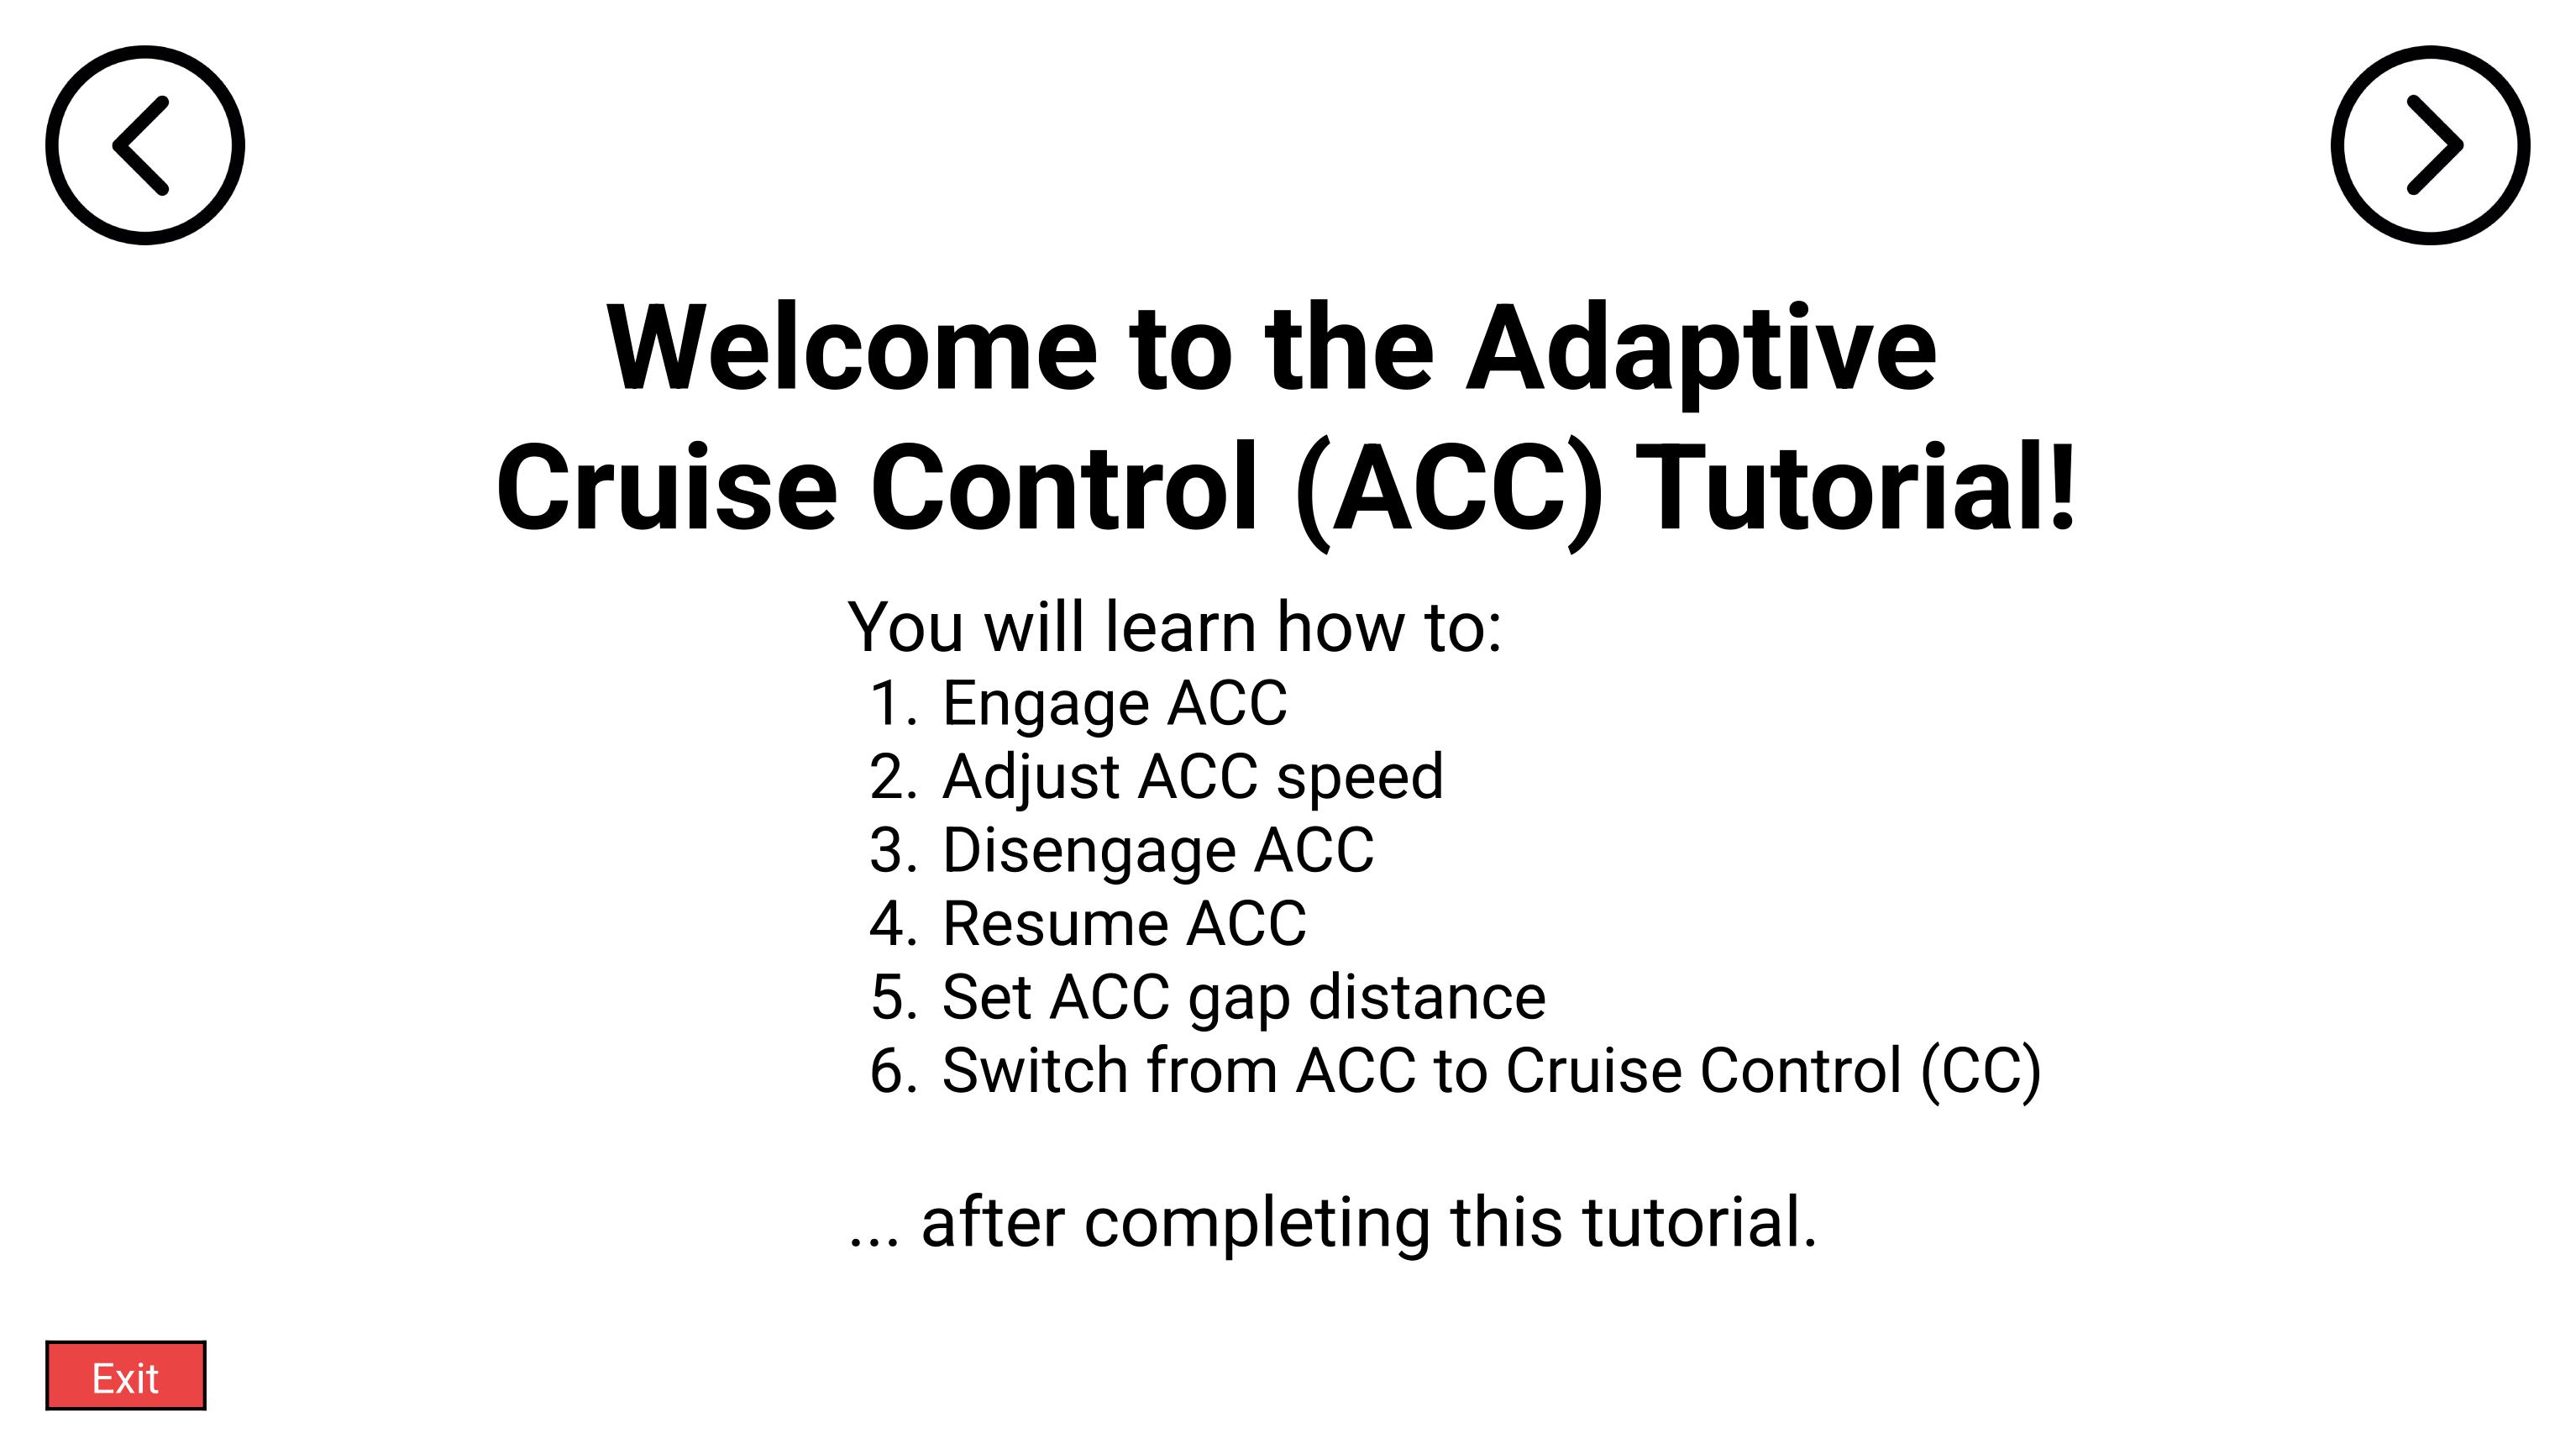 Welcome to the Adaptive
Cruise Control (ACC) Tutorial!
You will learn how to:
1. Engage ACC
2. Adjust ACC speed
3. Disengage ACC
4. Resume ACC
5. Set ACC gap distance
6. Switch from ACC to Cruise Control (CC)
... after completing this tutorial.
Exit